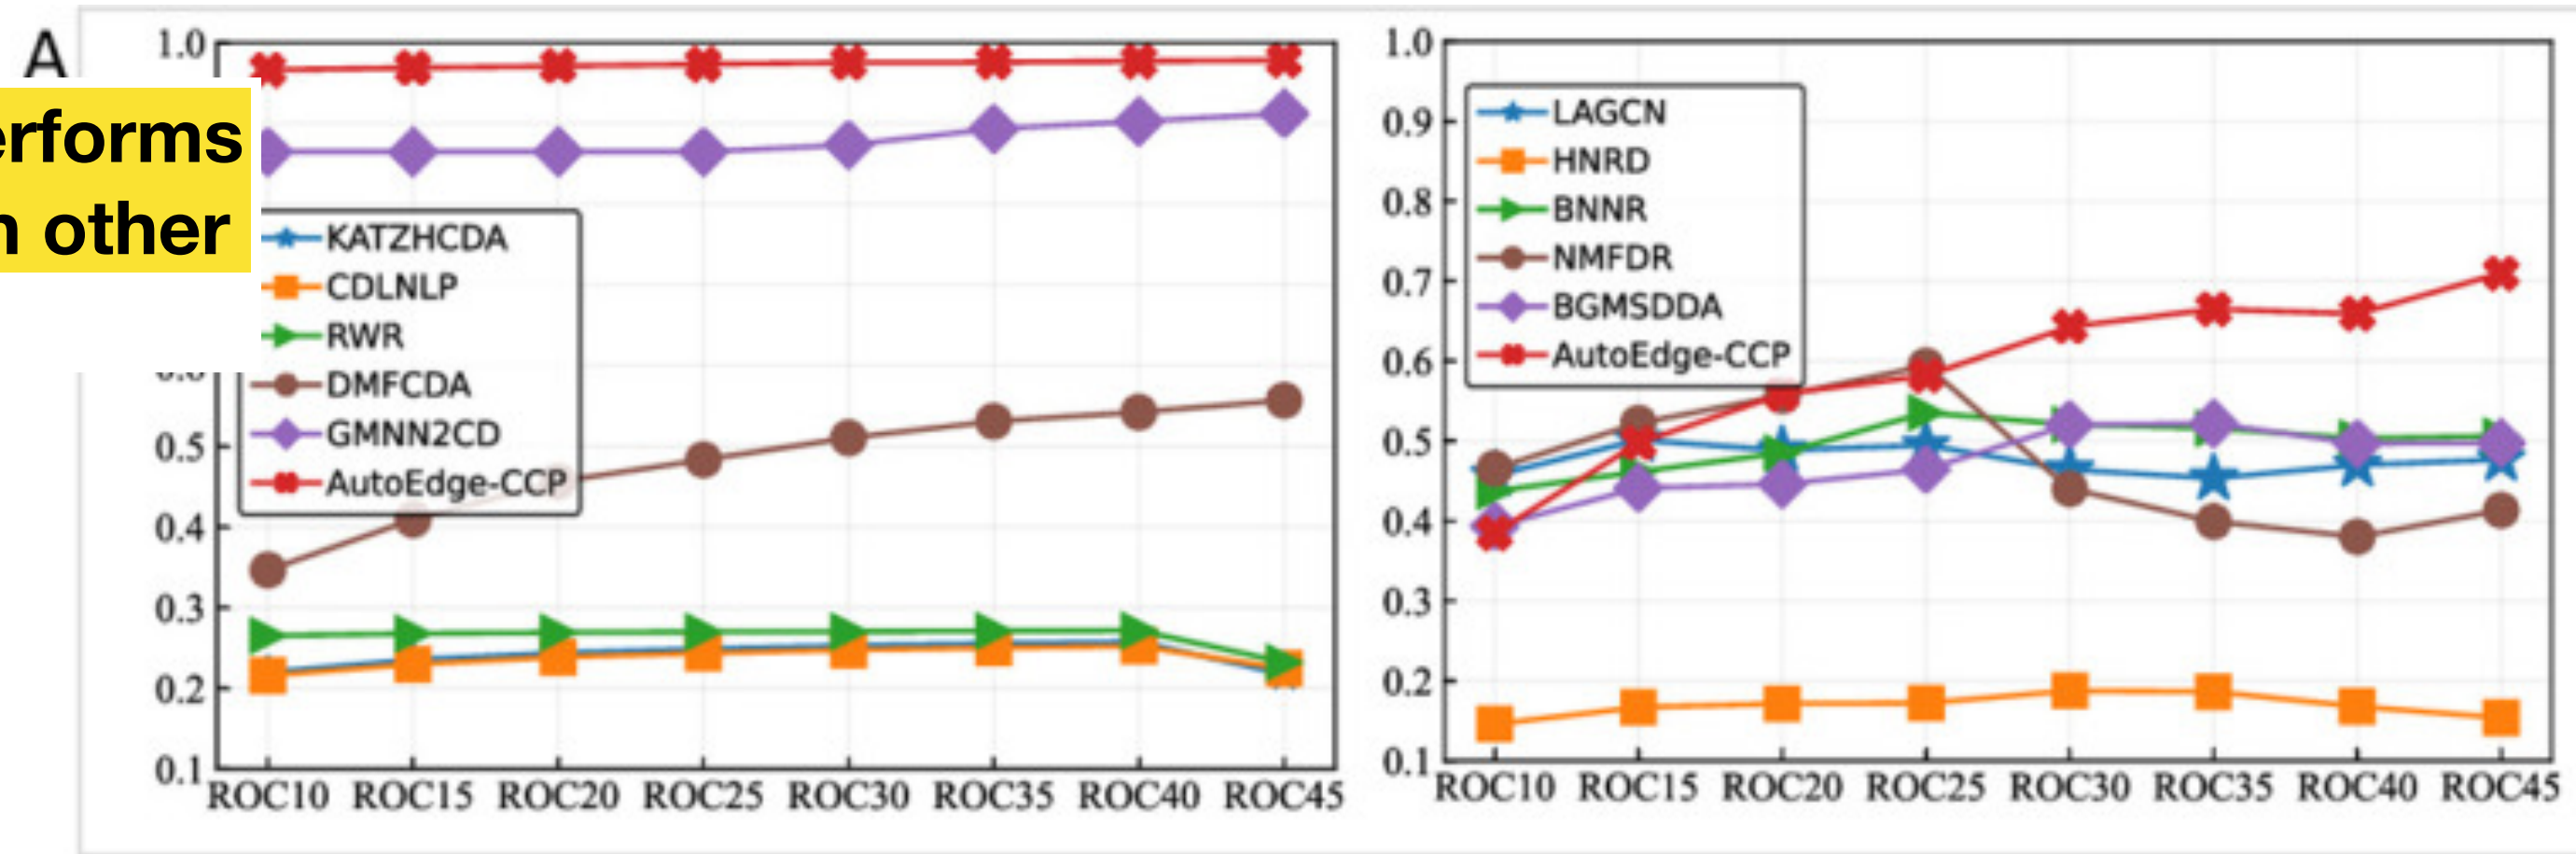 A
erforms
n other
1.0
0.5
0.4
0.3
0.2
0.1
KATZHCDA
CDLNLP
RWR
DMFCDA
GMNN2CD
AutoEdge-CCP
ROC10 ROC15 ROC20 ROC25 ROC30 ROC35 ROC40 ROC45
1.0
0.9
0.8
0.7
0.6
0.5
0.4
0.3
0.2
0.1
LAGCN
HNRD
BNNR
NMFDR
BGMSDDA
AutoEdge-CCP
ROC10 ROC15 ROC20 ROC25 ROC30 ROC35 ROC40 ROC45